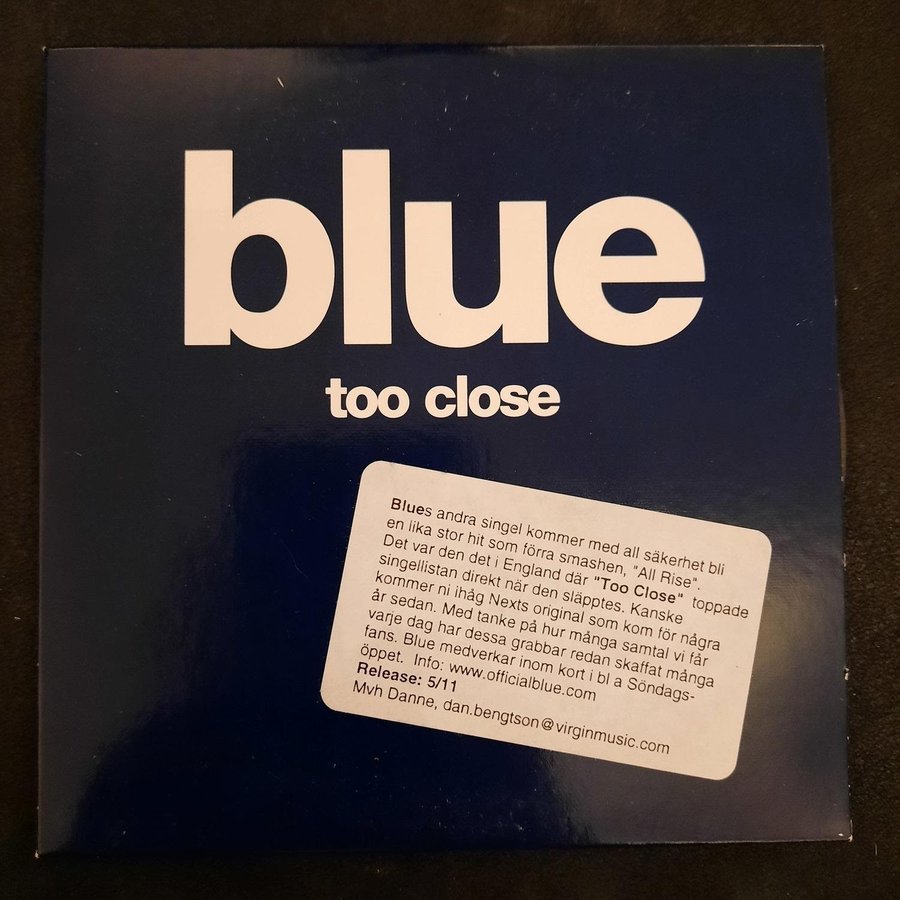 blue
too close
Blues andra singel kommer med all säkerhet bli
en lika stor hit som förra smashen, "All Rise".
Det var den det i England där "Too Close" toppade
singellistan direkt när den släpptes. Kanske
kommer ni ihåg Nexts original som kom för några
år sedan. Med tanke på hur många samtal vi får
varje dag har dessa grabbar redan skaffat många
fans. Blue medverkar inom kort i bl a Söndags-
öppet. Info: www.officialblue.com
Release: 5/11
Mvh Danne, dan.bengtson@virginmusic.com